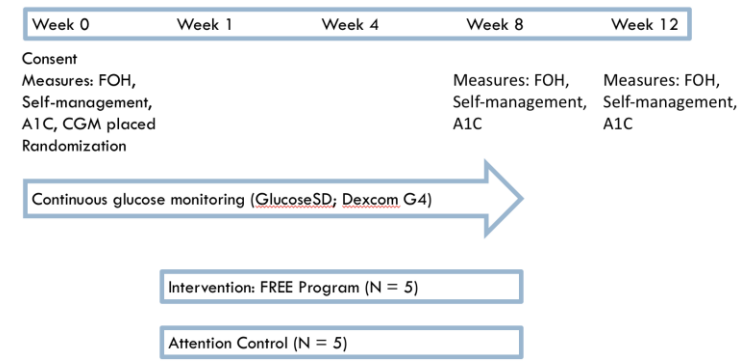 Week 0 Week 1 Week 4 Week 8 Week 12
Consent
Measures: FOH,
Self-management,
A1C, CGM placed
Randomization
Measures: FOH,
Self-management,
A1C
Measures: FOH,
Self-management,
A1C
Continuous glucose monitoring (GlucoseSD; Dexcom G4)
Intervention: FREE Program (N = 5)
Attention Control (N = 5)